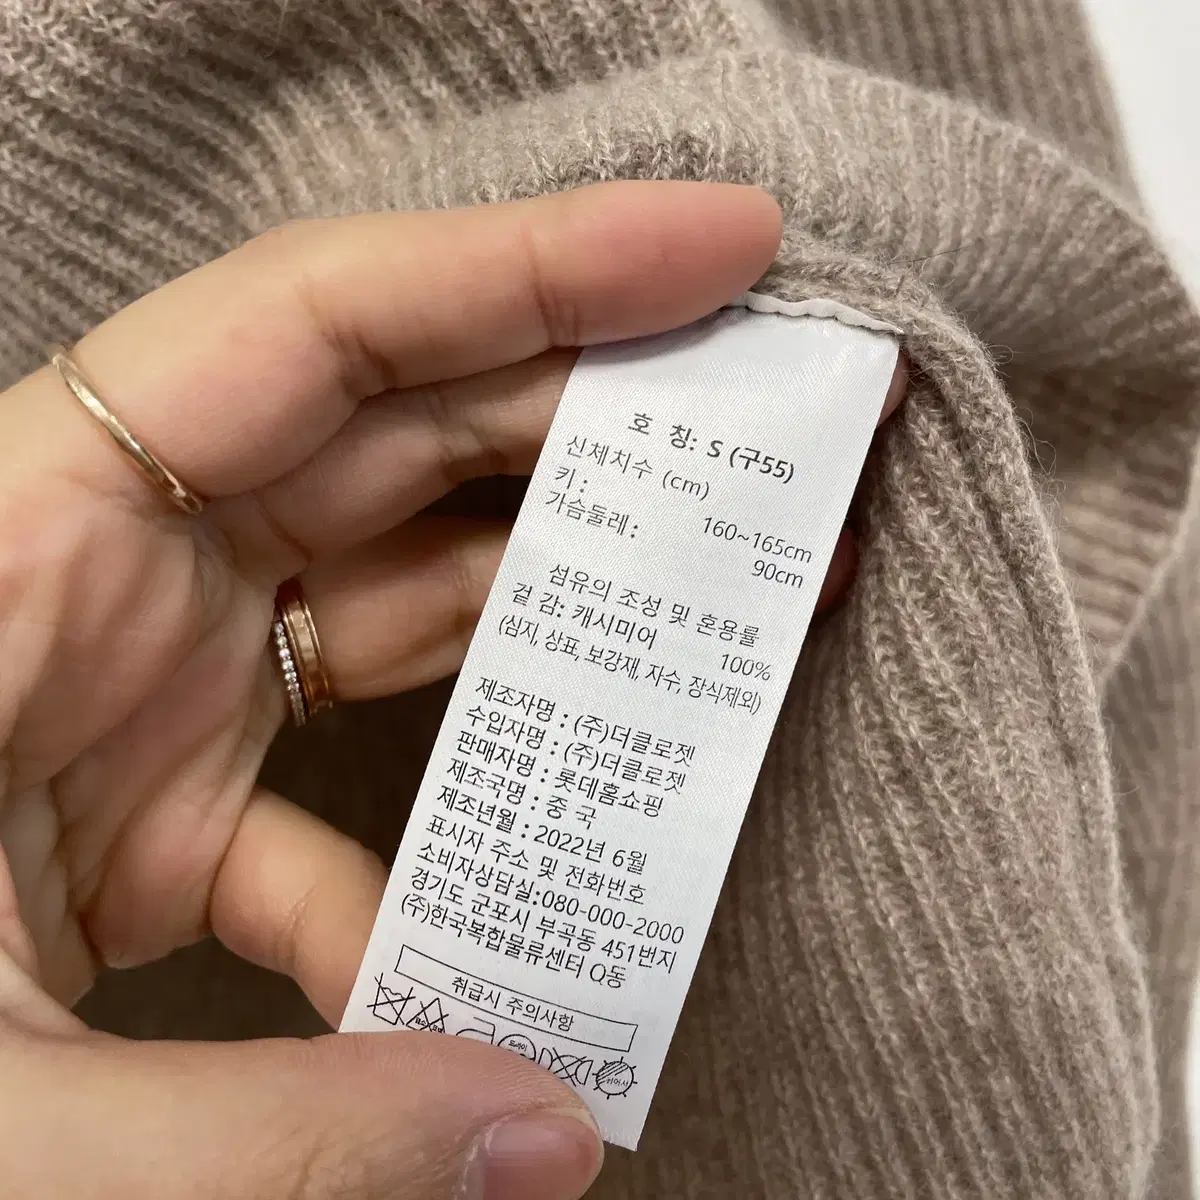 호 칭: S (구55)
신체치수 (cm)
키 : 160~165cm
가슴둘레: 90cm
섬유의 조성 및 혼용률
겉 감: 캐시미어 100%
(심지, 상표, 보강재, 자수, 장식제외)
제조자명 : (주)더클로젯
수입자명 : (주)더클로젯
판매자명 : 롯데홈쇼핑
제조국명 : 중 국
제조년월 : 2022년 6월
표시자 주소 및 전화번호
소비자상담실:080-000-2000
경기도 군포시 부곡동 451번지
(주)한국복합물류센터 Q동
취급시 주의사항
드라이